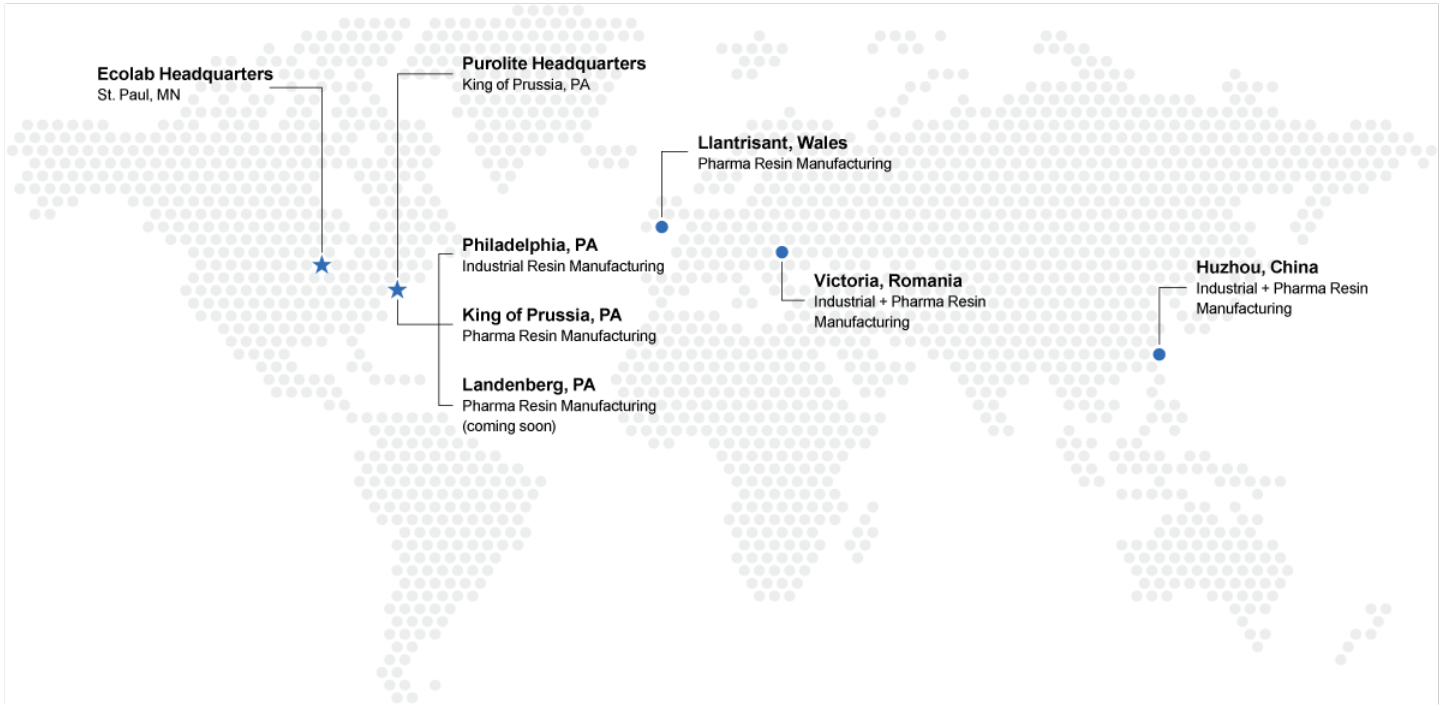 Ecolab Headquarters
St. Paul, MN
Purolite Headquarters
King of Prussia, PA
Llantrisant, Wales
Pharma Resin Manufacturing
Philadelphia, PA
Industrial Resin Manufacturing
King of Prussia, PA
Pharma Resin Manufacturing
Landenberg, PA
Pharma Resin Manufacturing
(coming soon)
Victoria, Romania
Industrial + Pharma Resin
Manufacturing
Huzhou, China
Industrial + Pharma Resin
Manufacturing